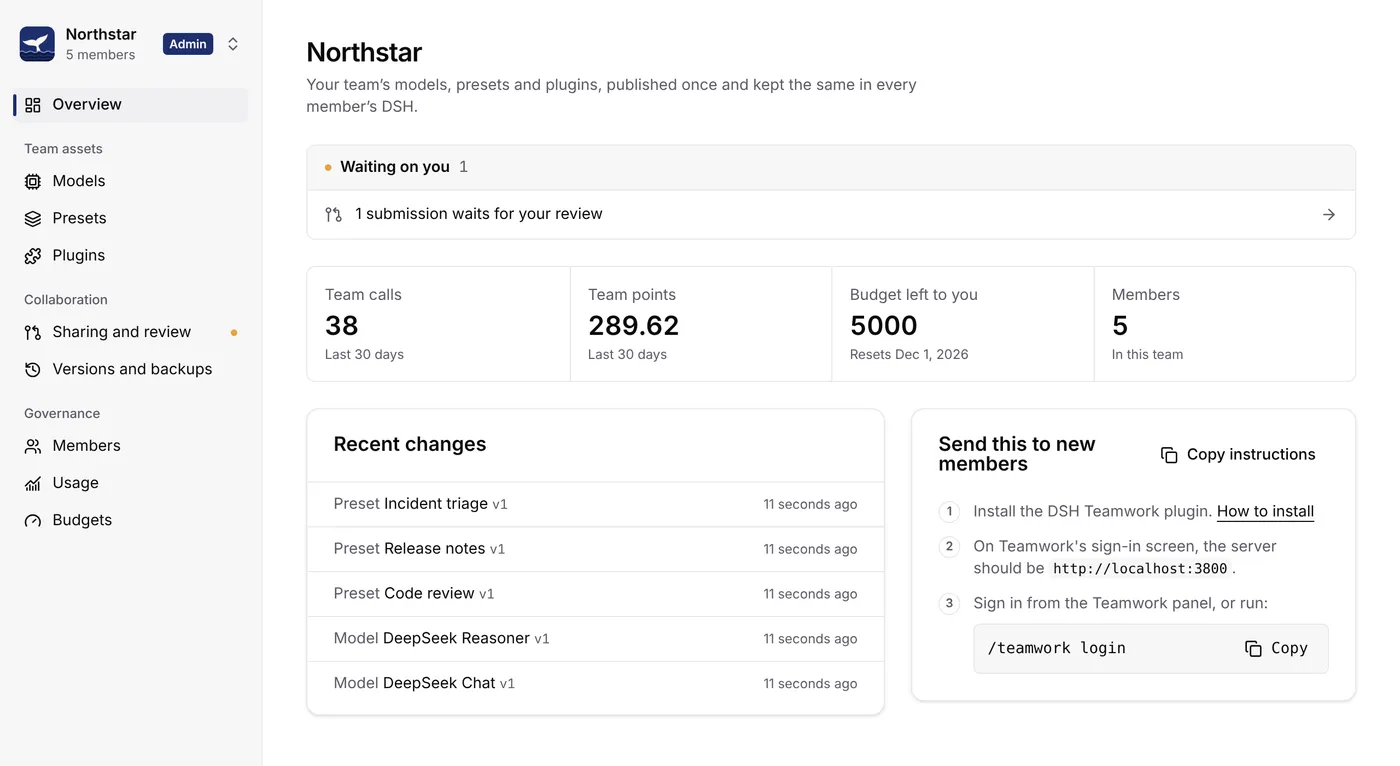 Northstar
5 members
Admin
Overview
Team assets
Models
Presets
Plugins
Collaboration
Sharing and review
Versions and backups
Governance
Members
Usage
Budgets
Northstar
Your team’s models, presets and plugins, published once and kept the same in every
member’s DSH.
Waiting on you 1
1 submission waits for your review
Team calls
38
Last 30 days
Team points
289.62
Last 30 days
Budget left to you
5000
Resets Dec 1, 2026
Members
5
In this team
Recent changes
Preset Incident triage v1 11 seconds ago
Preset Release notes v1 11 seconds ago
Preset Code review v1 11 seconds ago
Model DeepSeek Reasoner v1 11 seconds ago
Model DeepSeek Chat v1 11 seconds ago
Send this to new
members
Copy instructions
1 Install the DSH Teamwork plugin. How to install
2 On Teamwork's sign-in screen, the server
should be http://localhost:3800 .
3 Sign in from the Teamwork panel, or run:
/teamwork login Copy